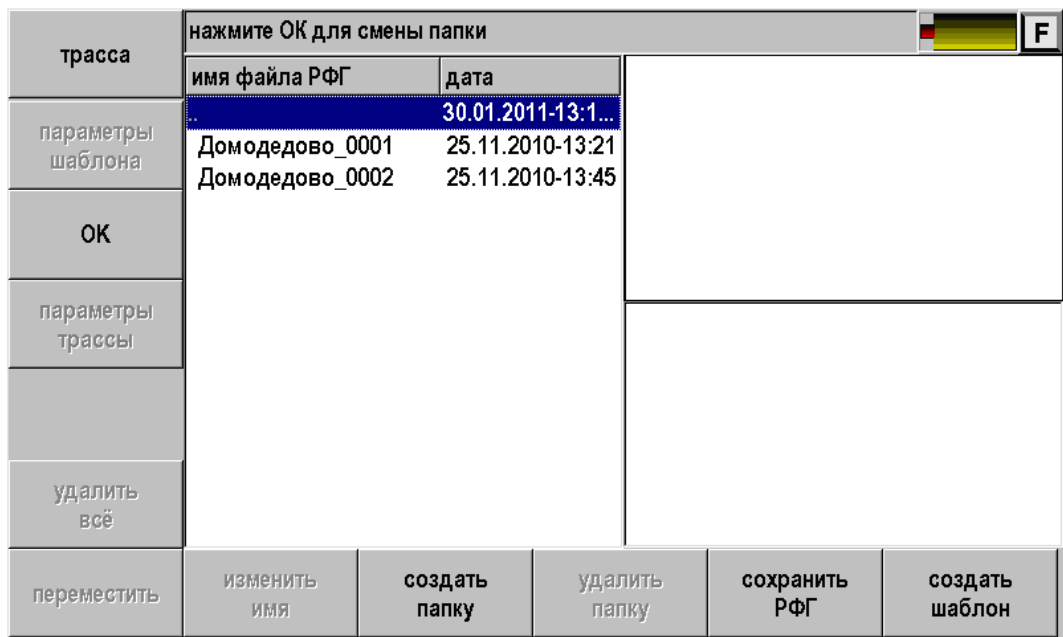 трасса
нажмите ОК для смены папки
F
имя файла РФГ
дата
..
30.01.2011-13:1...
Домодедово_0001
25.11.2010-13:21
Домодедово_0002
25.11.2010-13:45
параметры
шаблона
ОК
параметры
трассы
удалить
всё
переместить
изменить
имя
создать
папку
удалить
папку
сохранить
РФГ
создать
шаблон